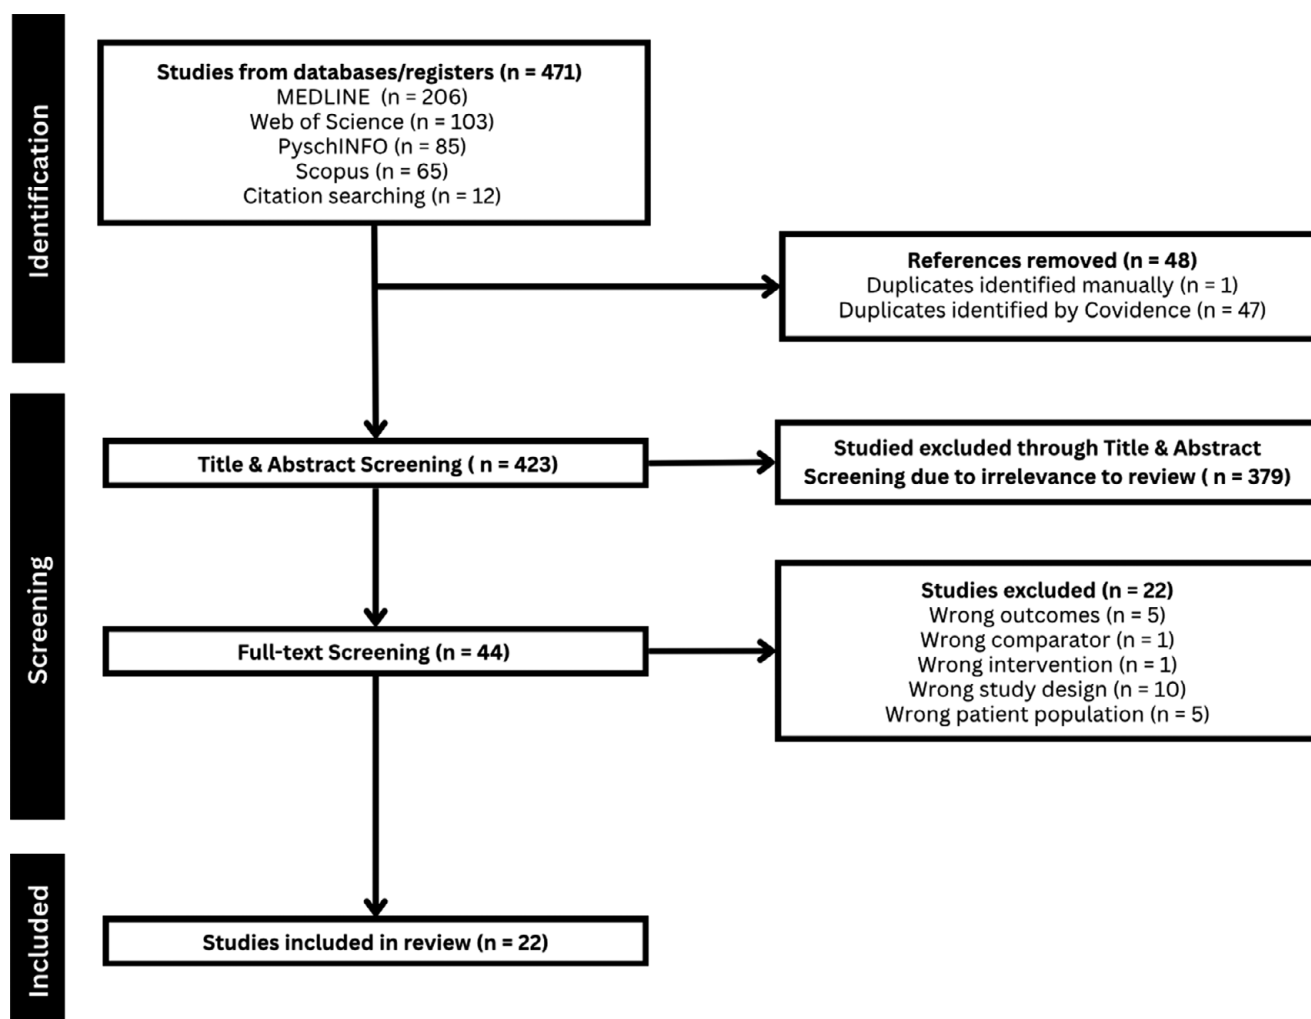 Identification
Studies from databases/registers (n = 471)
MEDLINE (n = 206)
Web of Science (n = 103)
PyschINFO (n = 85)
Scopus (n = 65)
Citation searching (n = 12)
References removed (n = 48)
Duplicates identified manually (n = 1)
Duplicates identified by Covidence (n = 47)
Screening
Title & Abstract Screening ( n = 423)
Studied excluded through Title & Abstract
Screening due to irrelevance to review ( n = 379)
Full-text Screening (n = 44)
Studies excluded (n = 22)
Wrong outcomes (n = 5)
Wrong comparator (n = 1)
Wrong intervention (n = 1)
Wrong study design (n = 10)
Wrong patient population (n = 5)
Included
Studies included in review (n = 22)